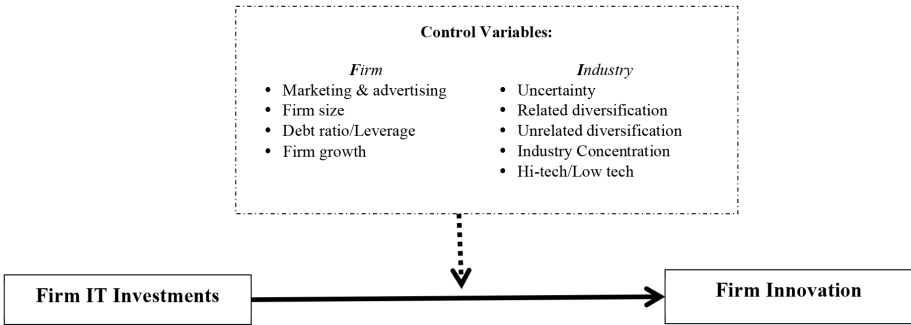 Control Variables:
Firm
• Marketing & advertising
• Firm size
• Debt ratio/Leverage
• Firm growth
Industry
• Uncertainty
• Related diversification
• Unrelated diversification
• Industry Concentration
• Hi-tech/Low tech
Firm IT Investments
Firm Innovation